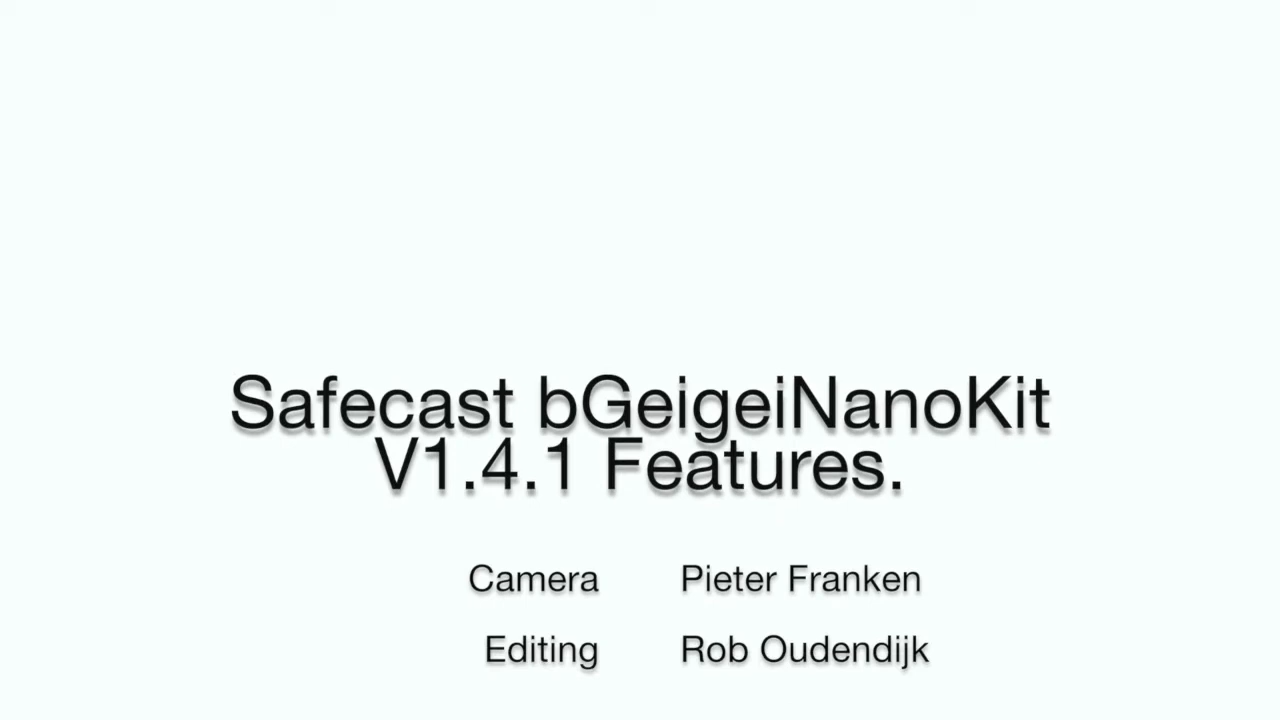 Safecast bGeigeiNanoKit
V1.4.1 Features.
Camera Pieter Franken
Editing Rob Oudendijk